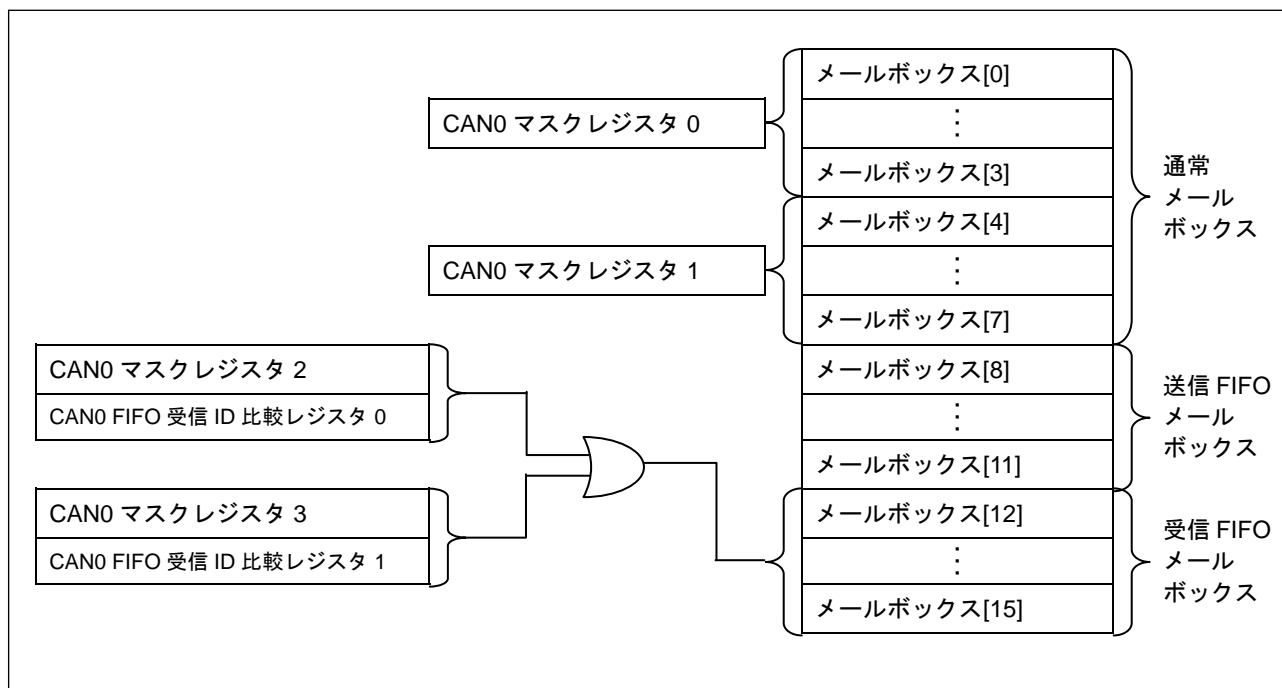 メールボックス[0]
CAN0 マスクレジスタ 0
⋮
メールボックス[3]
通常
メール
ボックス
メールボックス[4]
CAN0 マスクレジスタ 1
⋮
メールボックス[7]
CAN0 マスクレジスタ 2
CAN0 FIFO 受信 ID 比較レジスタ 0
メールボックス[8]
⋮
メールボックス[11]
送信 FIFO
メール
ボックス
CAN0 マスクレジスタ 3
CAN0 FIFO 受信 ID 比較レジスタ 1
メールボックス[12]
⋮
メールボックス[15]
受信 FIFO
メール
ボックス